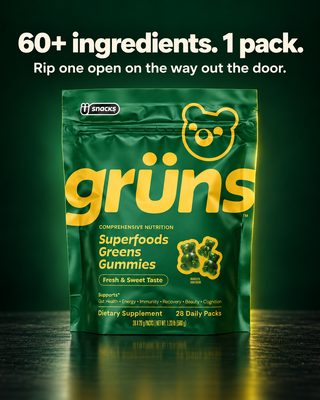 60+ ingredients. 1 pack.
Rip one open on the way out the door.
snacks
grüns
™
COMPREHENSIVE NUTRITION
Superfoods
Greens
Gummies
Fresh & Sweet Taste
Supports*
Gut Health • Energy • Immunity • Recovery • Beauty • Cognition
Dietary Supplement
28 Daily Packs